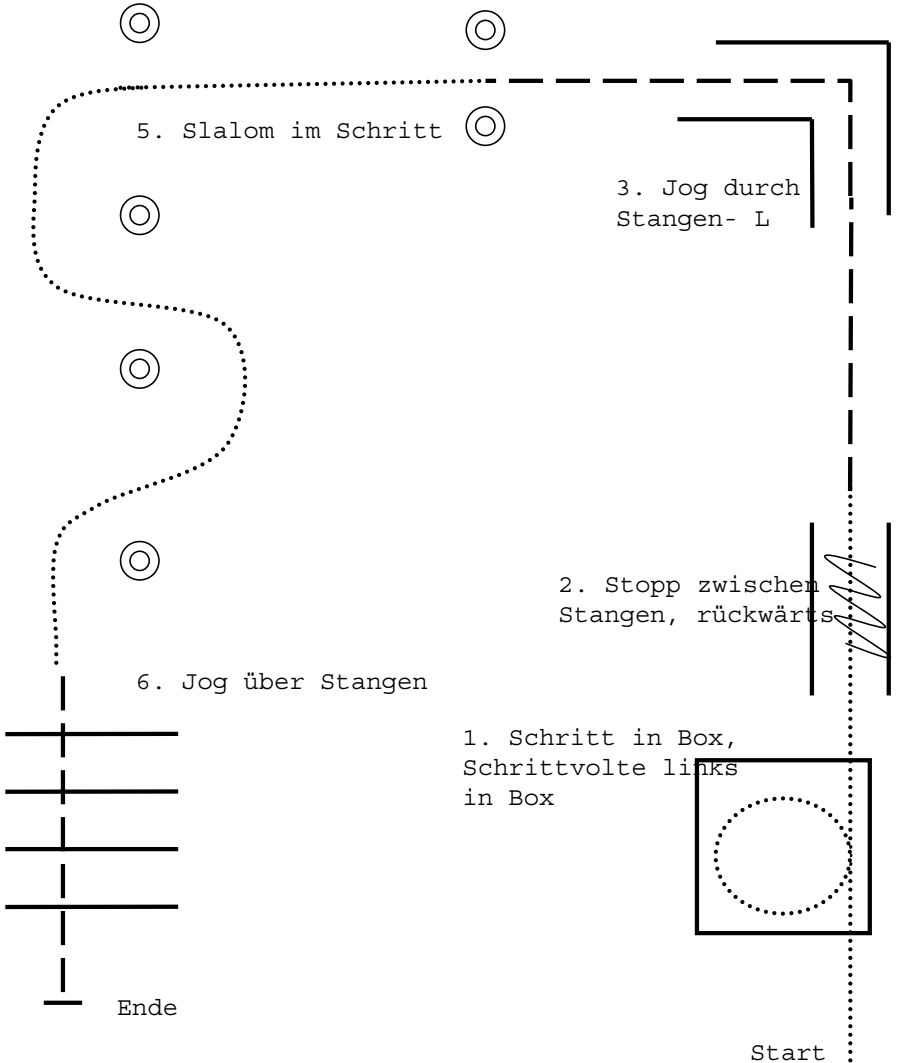 5. Slalom im Schritt
3. Jog durch
Stangen- L
2. Stopp zwischen
Stangen, rückwärts
6. Jog über Stangen
1. Schritt in Box,
Schrittvolte links
in Box
Ende
Start